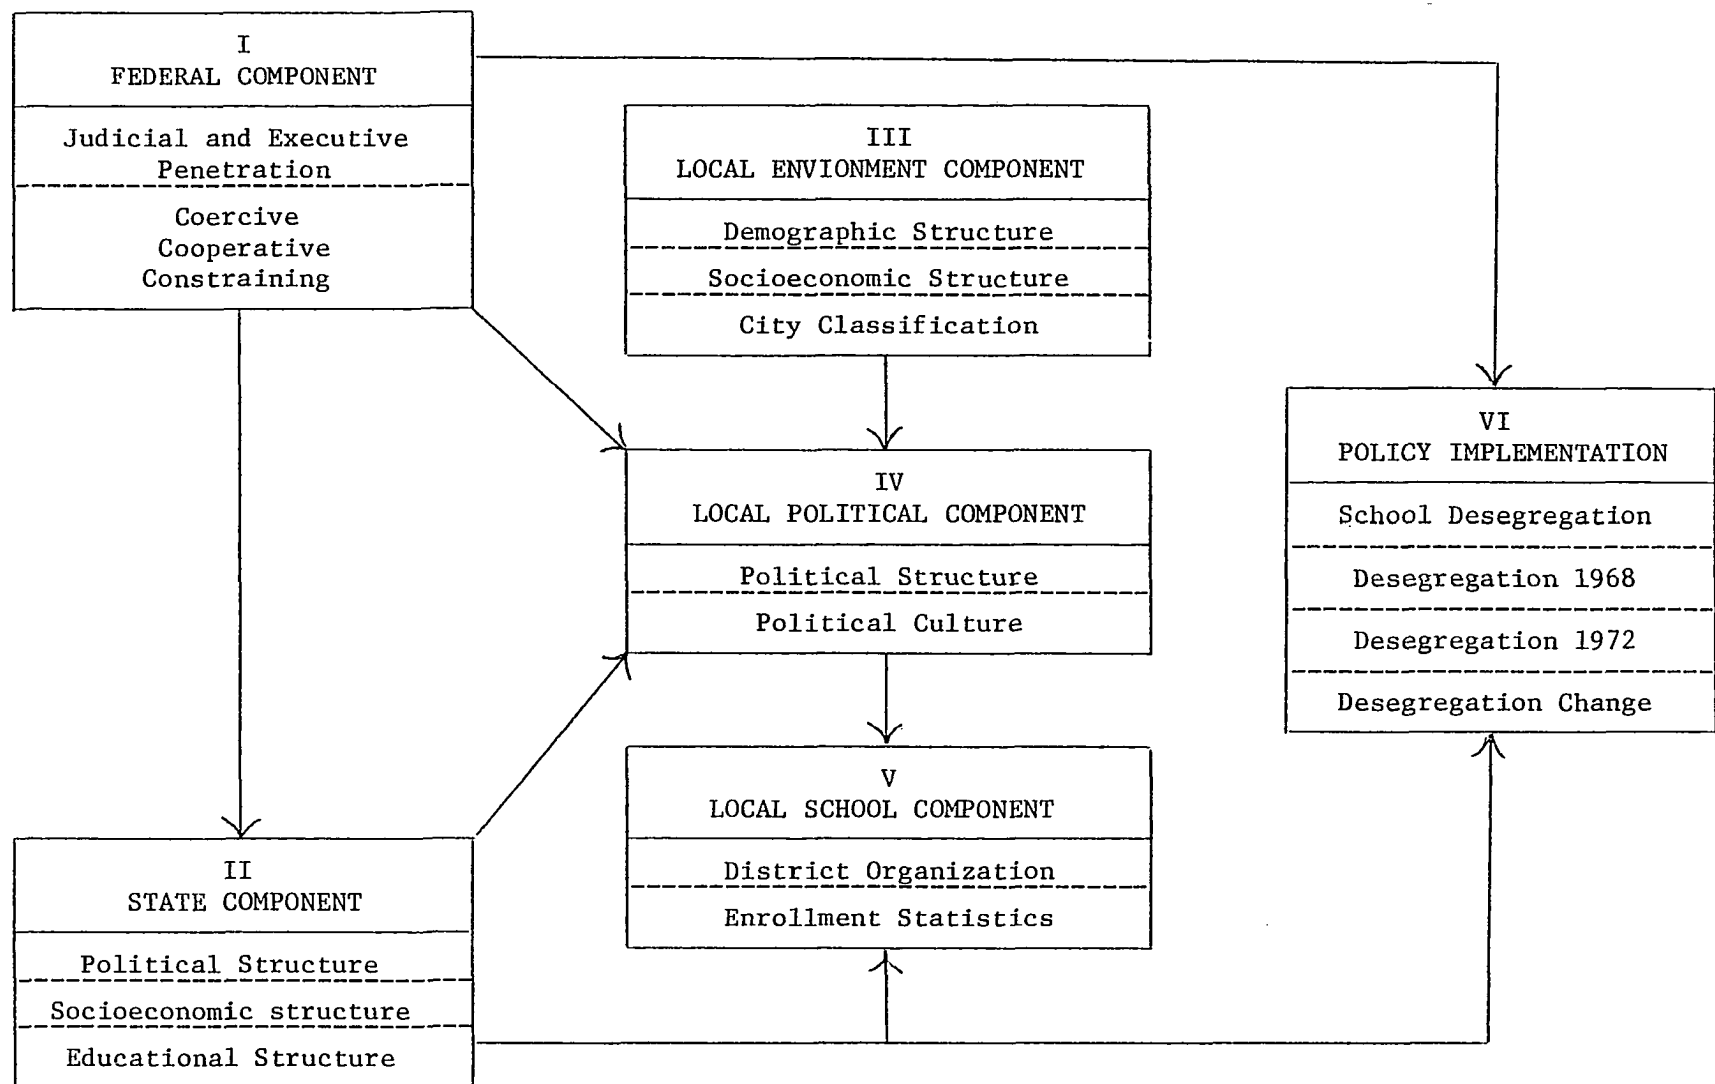 I
FEDERAL COMPONENT
Judicial and Executive
Penetration
Coercive
Cooperative
Constraining
II
STATE COMPONENT
Political Structure
Socioeconomic structure
Educational Structure
III
LOCAL ENVIONMENT COMPONENT
Demographic Structure
Socioeconomic Structure
City Classification
IV
LOCAL POLITICAL COMPONENT
Political Structure
Political Culture
V
LOCAL SCHOOL COMPONENT
District Organization
Enrollment Statistics
VI
POLICY IMPLEMENTATION
School Desegregation
Desegregation 1968
Desegregation 1972
Desegregation Change